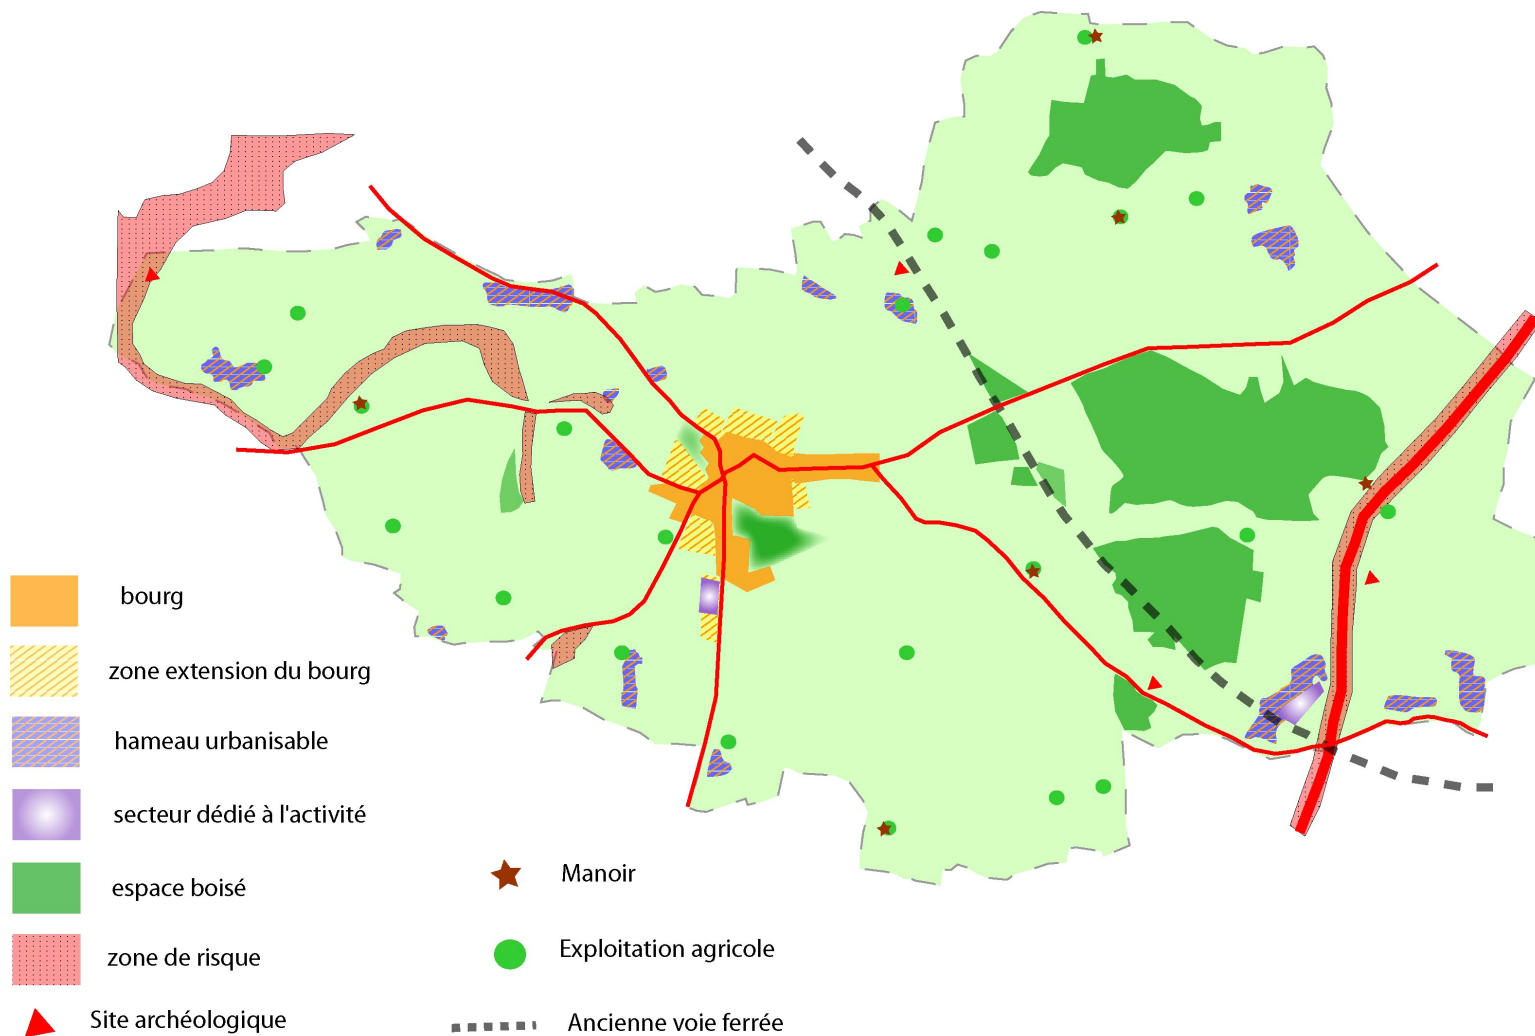 bourg
zone extension du bourg
hameau urbanisable
secteur dédié à l'activité
espace boisé
zone de risque
Site archéologique
Manoir
Exploitation agricole
Ancienne voie ferrée